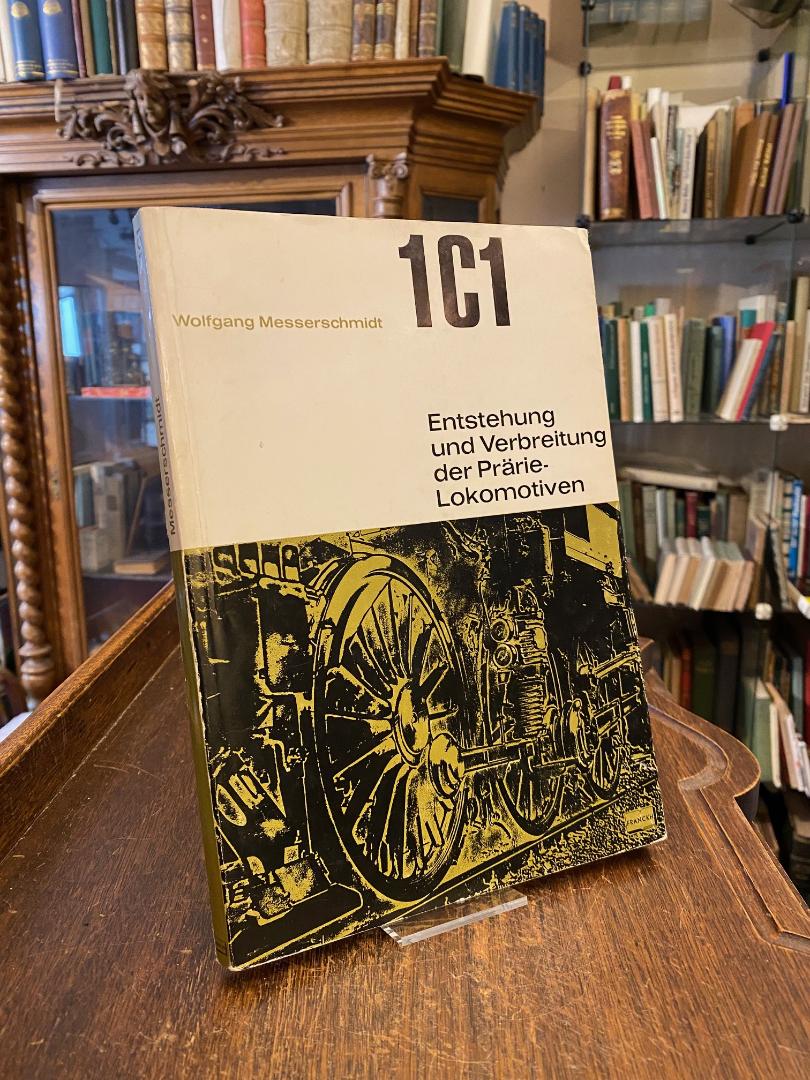 1C1
Wolfgang Messerschmidt
Entstehung
und Verbreitung
der Prärie-
Lokomotiven
Messerschmidt
FRANCKH